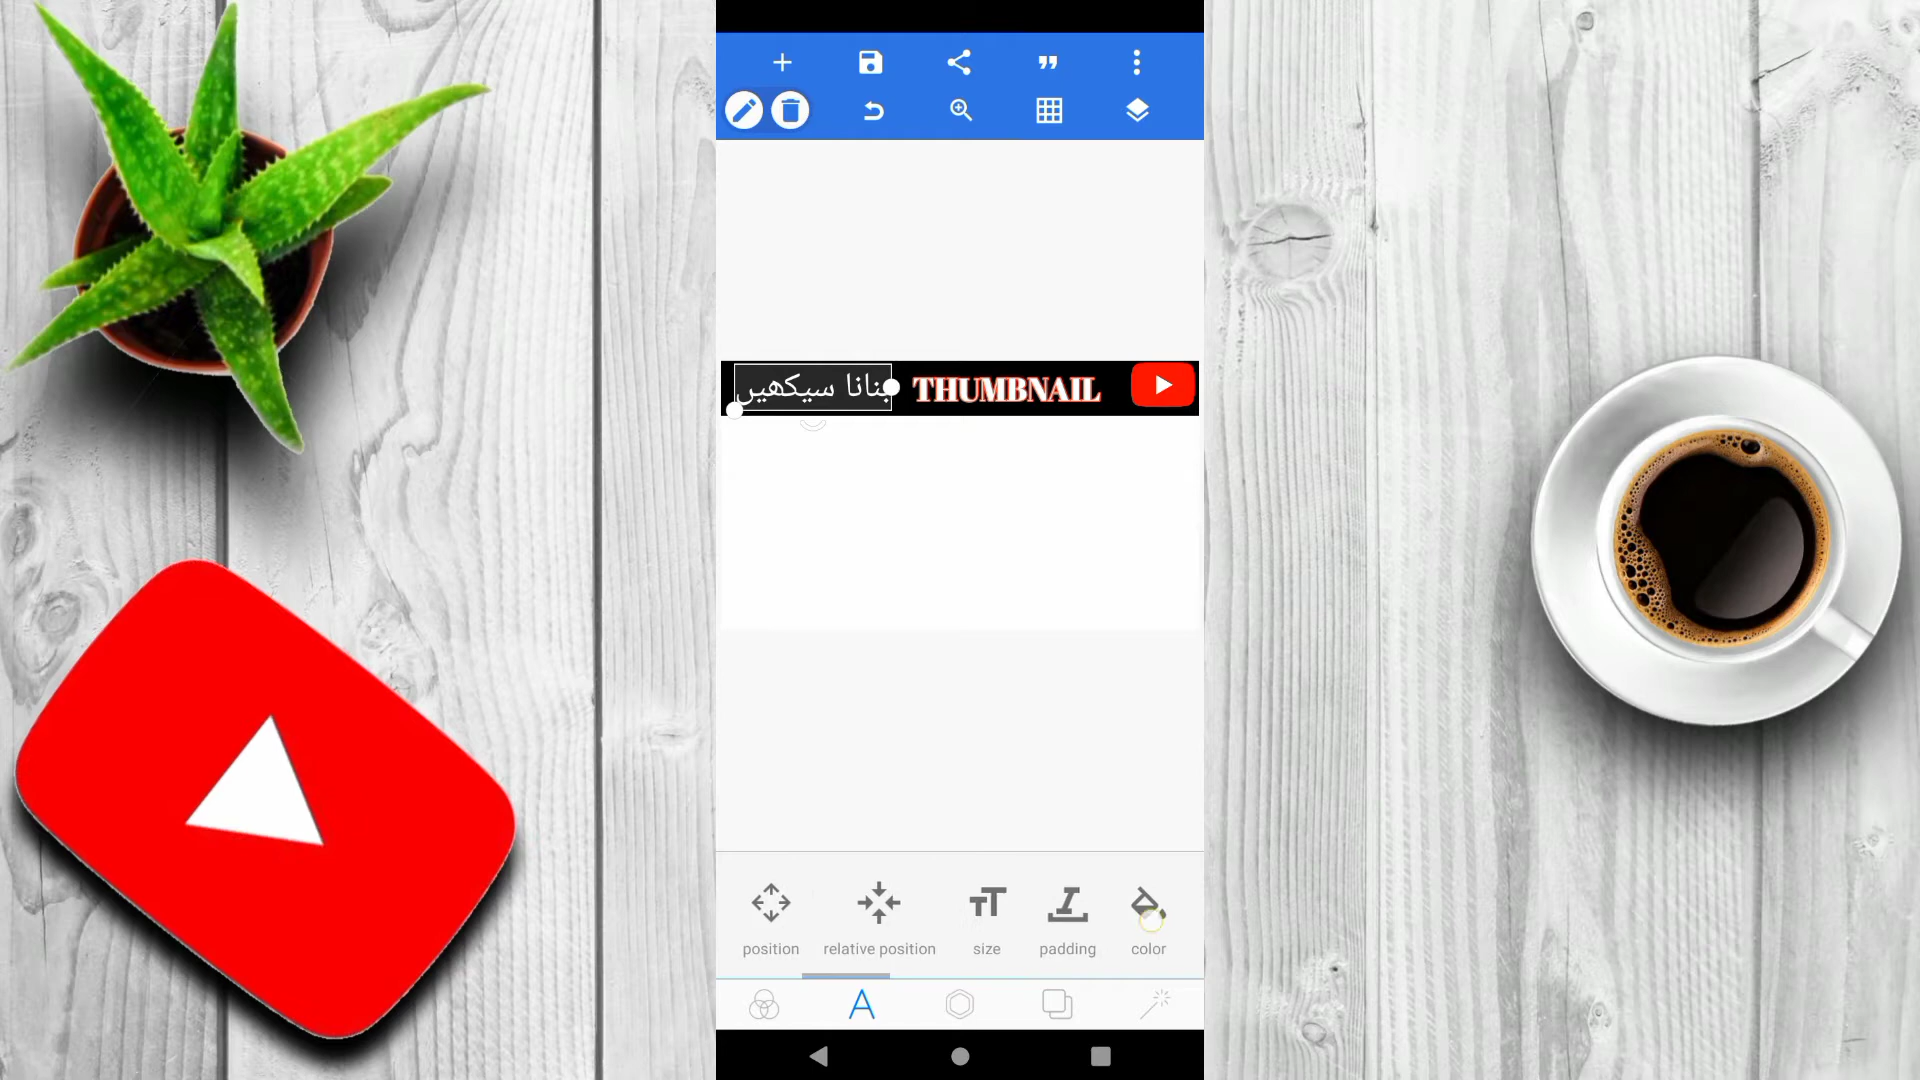 بنانا سیکھیں THUMBNAIL
position relative position size padding color